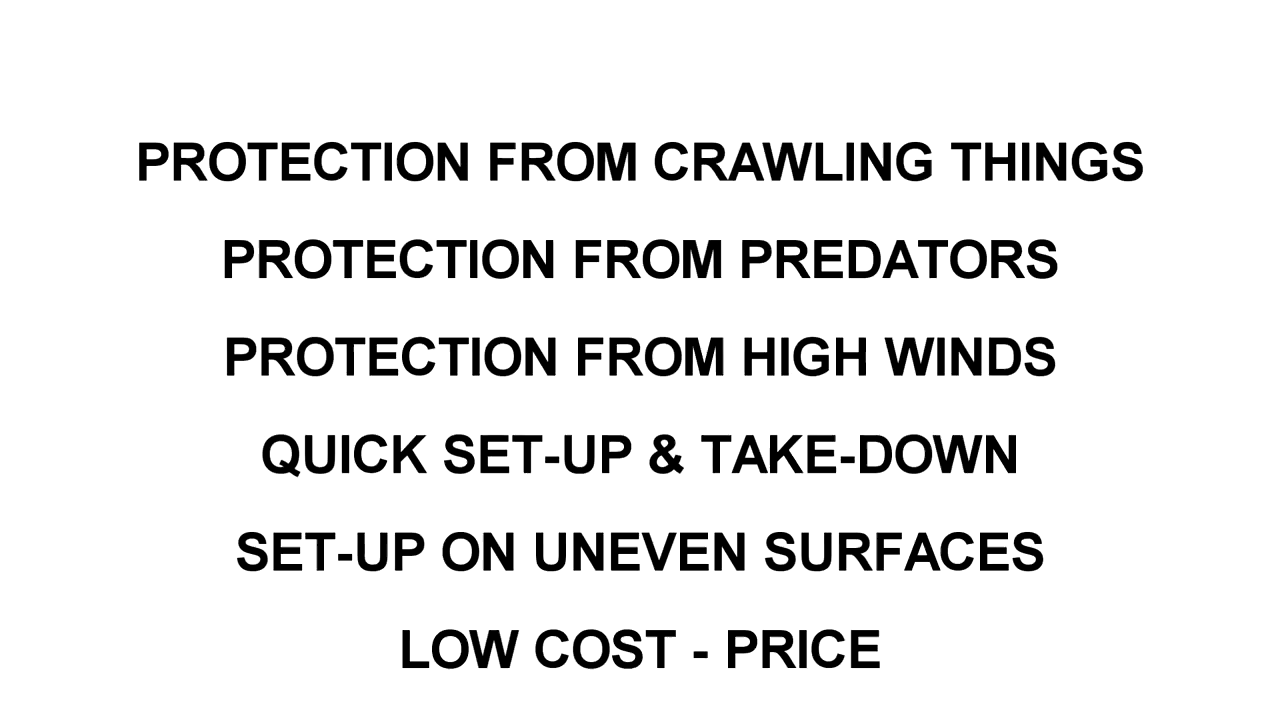 PROTECTION FROM CRAWLING THINGS
PROTECTION FROM PREDATORS
PROTECTION FROM HIGH WINDS
QUICK SET-UP & TAKE-DOWN
SET-UP ON UNEVEN SURFACES
LOW COST - PRICE